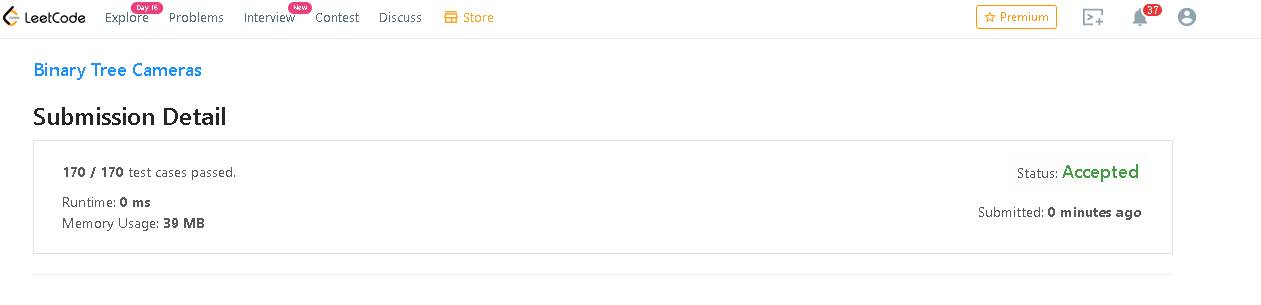 LeetCode Explore Day 16 Problems Interview New Contest Discuss Store Premium 37
Binary Tree Cameras
Submission Detail
170 / 170 test cases passed.
Status: Accepted
Runtime: 0 ms
Submitted: 0 minutes ago
Memory Usage: 39 MB